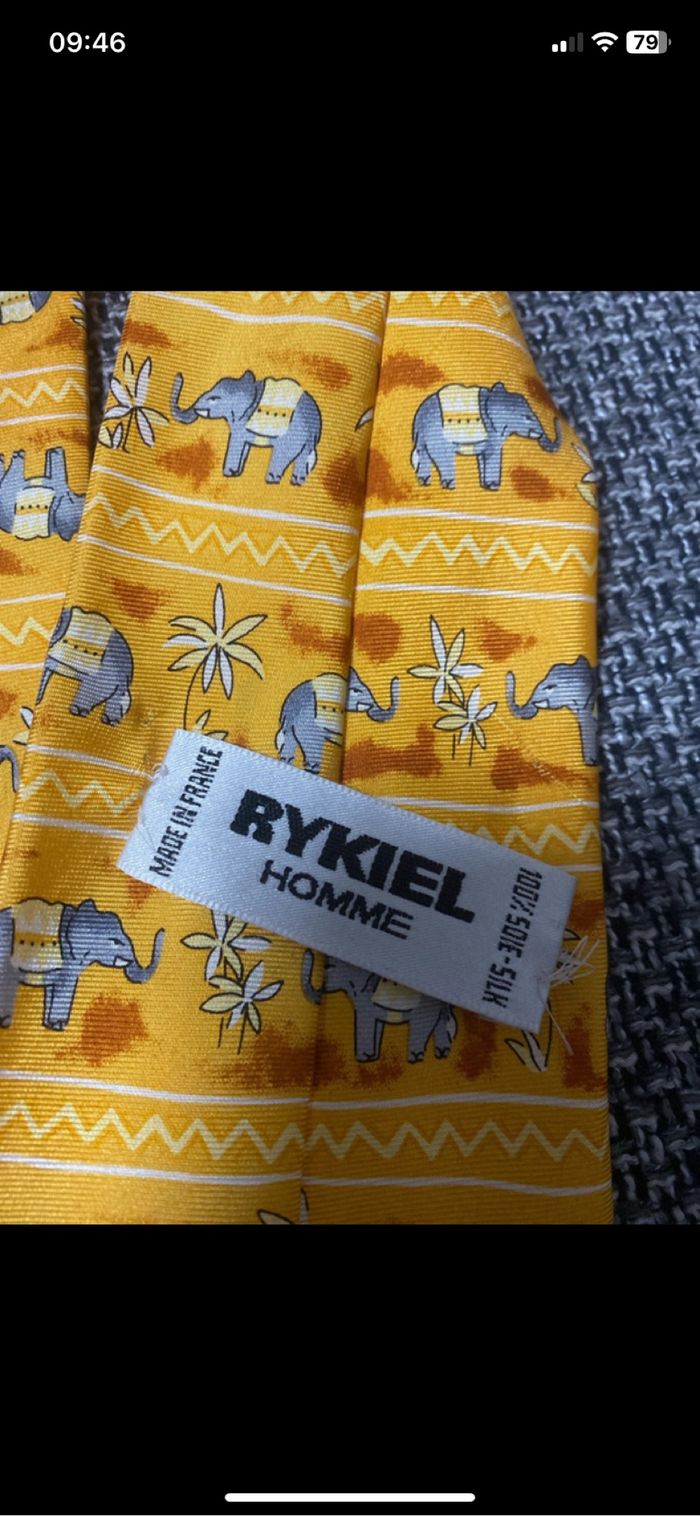 09:46
79
MADE IN FRANCE
RYKIEL
HOMME
100% SOIE - SILK